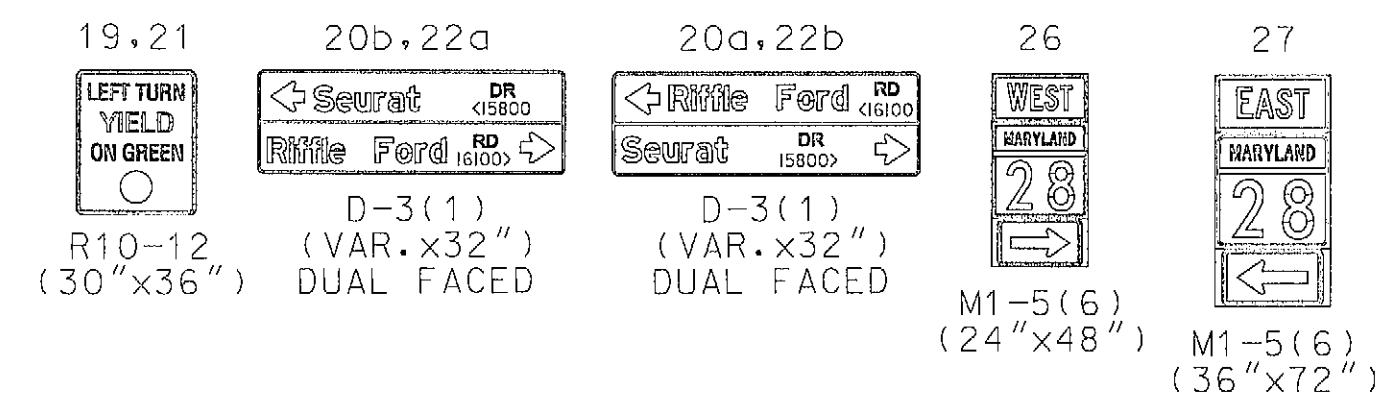 19,21
LEFT TURN
YIELD
ON GREEN
R10-12
(30"x36")
20b,22a
Seurat DR <15800
Riffle Ford RD 16100>
D-3(1)
(VAR.x32")
DUAL FACED
20a,22b
Riffle Ford RD <16100
Seurat DR 15800>
D-3(1)
(VAR.x32")
DUAL FACED
26
WEST
MARYLAND
28
M1-5(6)
(24"x48")
27
EAST
MARYLAND
28
M1-5(6)
(36"x72")